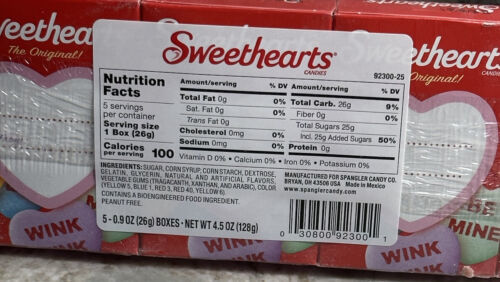 weetheart
The Original!
Sweethearts
CANDIES
92300-25
Nutrition
Facts
5 servings
per container
Serving size
1 Box (26g)
Calories 100
per serving
Amount/serving % DV
Total Fat 0g 0%
Sat. Fat 0g 0%
Trans Fat 0g
Cholesterol 0mg 0%
Sodium 0mg 0%
Amount/serving % DV
Total Carb. 26g 9%
Fiber 0g 0%
Total Sugars 25g
Incl. 25g Added Sugars 50%
Protein 0g
Vitamin D 0% • Calcium 0% • Iron 0% • Potassium 0%
INGREDIENTS: SUGAR, CORN SYRUP, CORN STARCH, DEXTROSE,
GELATIN, GLYCERIN, NATURAL AND ARTIFICIAL FLAVORS,
VEGETABLE GUMS (TRAGACANTH, XANTHAN, AND ARABIC), COLOR
(YELLOW 5, BLUE 1, RED 3, RED 40, YELLOW 6).
CONTAINS A BIOENGINEERED FOOD INGREDIENT.
PEANUT FREE.
MANUFACTURED FOR SPANGLER CANDY CO.
BRYAN, OH 43506 USA Made in Mexico
www.spanglercandy.com
0 30800 92300 1
5 - 0.9 OZ (26g) BOXES • NET WT 4.5 OZ (128g)
weethearts
Original!
WINK
WINK
MINE
WINK
WINK
MINE